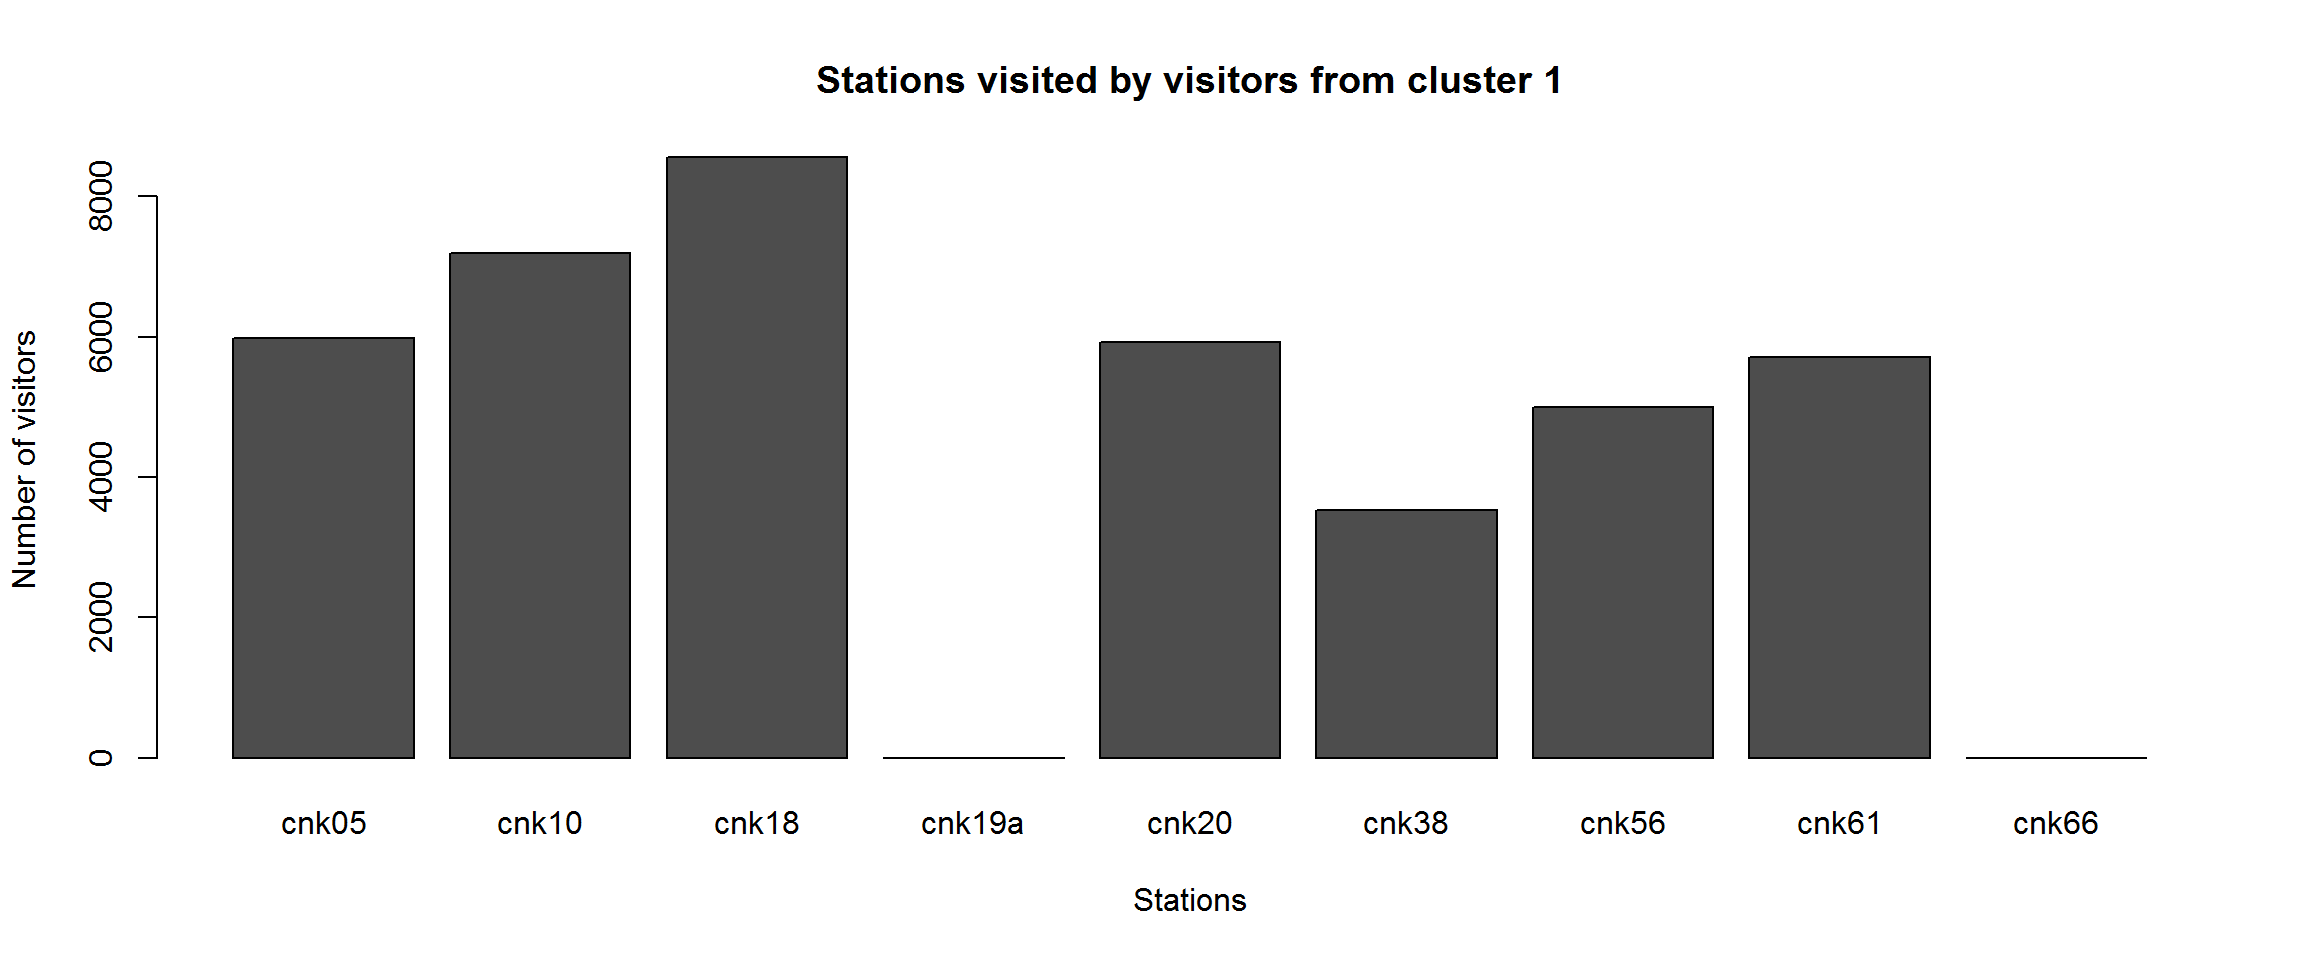 Stations visited by visitors from cluster 1
Number of visitors
8000
6000
4000
2000
0
cnk05 cnk10 cnk18 cnk19a cnk20 cnk38 cnk56 cnk61 cnk66
Stations